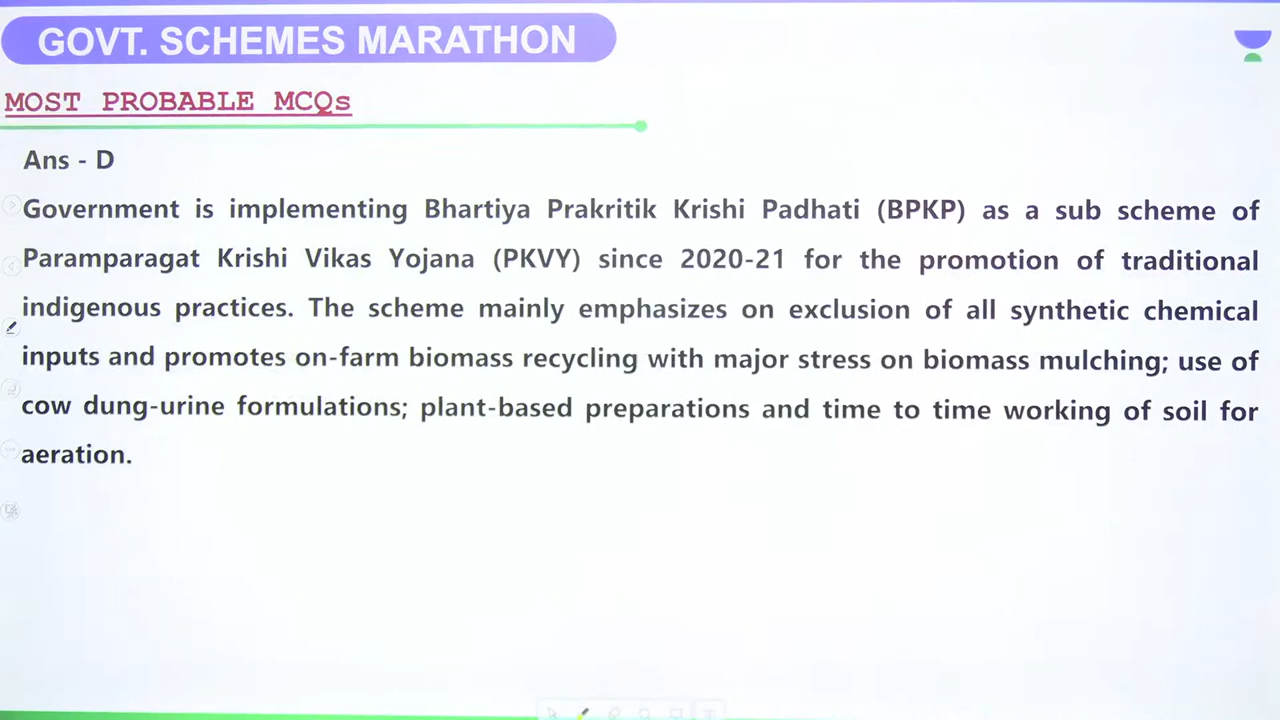 GOVT. SCHEMES MARATHON
MOST PROBABLE MCQs
Ans - D
Government is implementing Bhartiya Prakritik Krishi Padhati (BPKP) as a sub scheme of
Paramparagat Krishi Vikas Yojana (PKVY) since 2020-21 for the promotion of traditional
indigenous practices. The scheme mainly emphasizes on exclusion of all synthetic chemical
inputs and promotes on-farm biomass recycling with major stress on biomass mulching; use of
cow dung-urine formulations; plant-based preparations and time to time working of soil for
aeration.